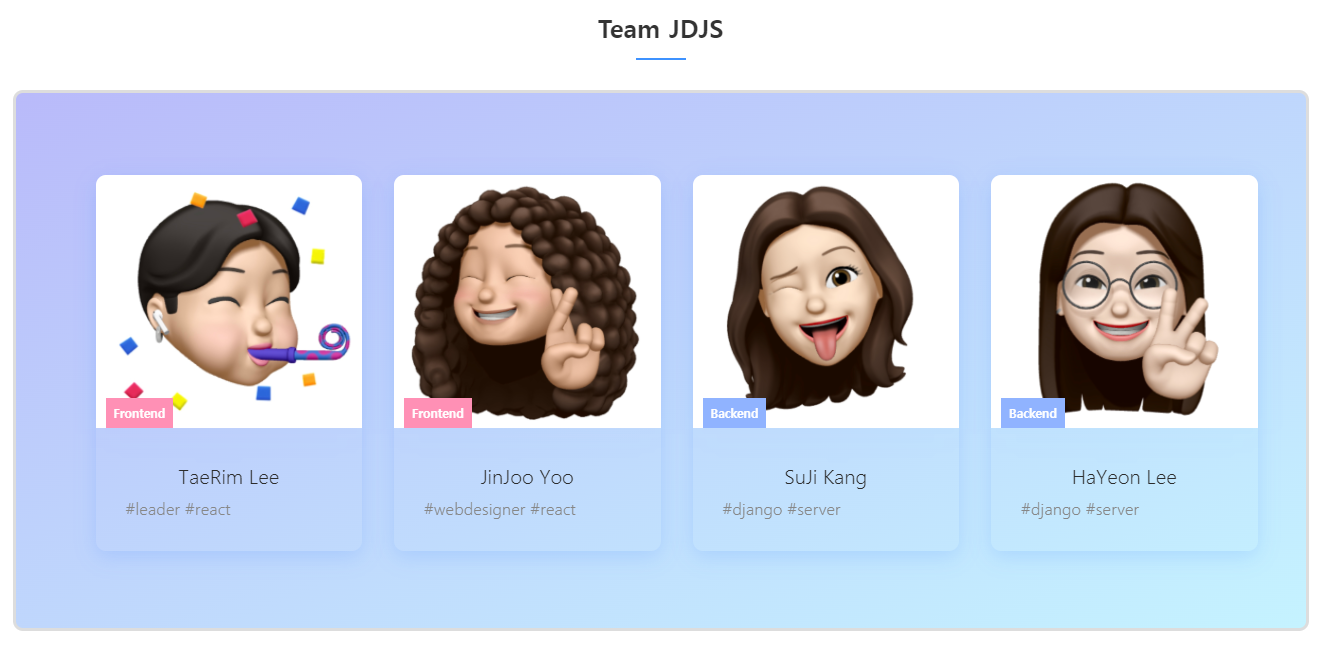 Team JDJS
Frontend
TaeRim Lee
#leader #react
Frontend
JinJoo Yoo
#webdesigner #react
Backend
SuJi Kang
#django #server
Backend
HaYeon Lee
#django #server